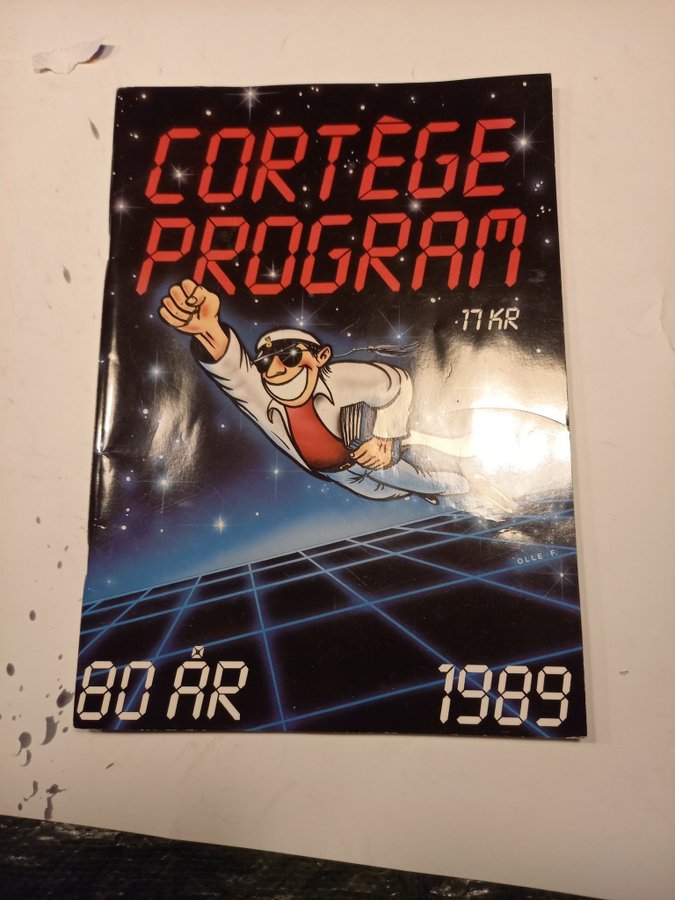 CORTÈGE
PROGRAM
17 KR
OLLE F.
80 ÅR
1989